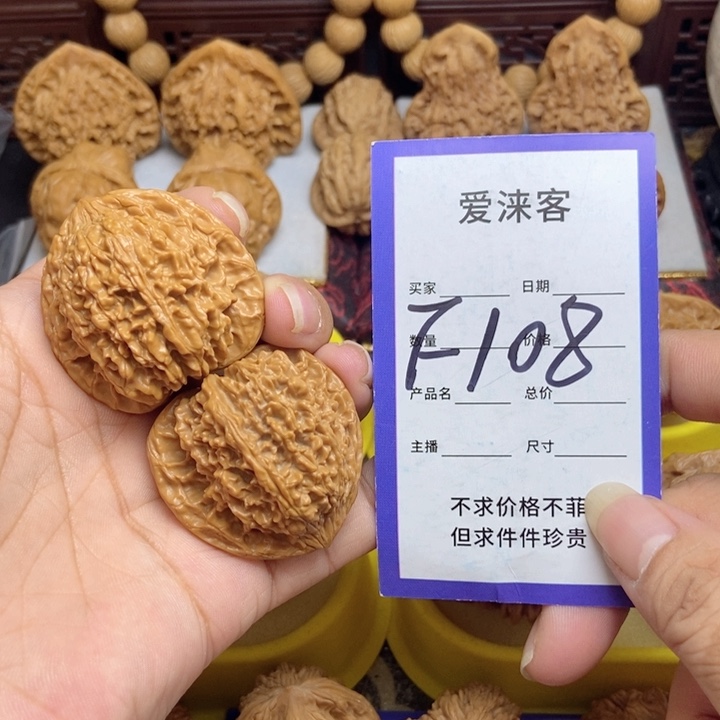 爱涞客
买家 日期
数量 价格
F108
产品名 总价
主播 尺寸
不求价格不菲
但求件件珍贵